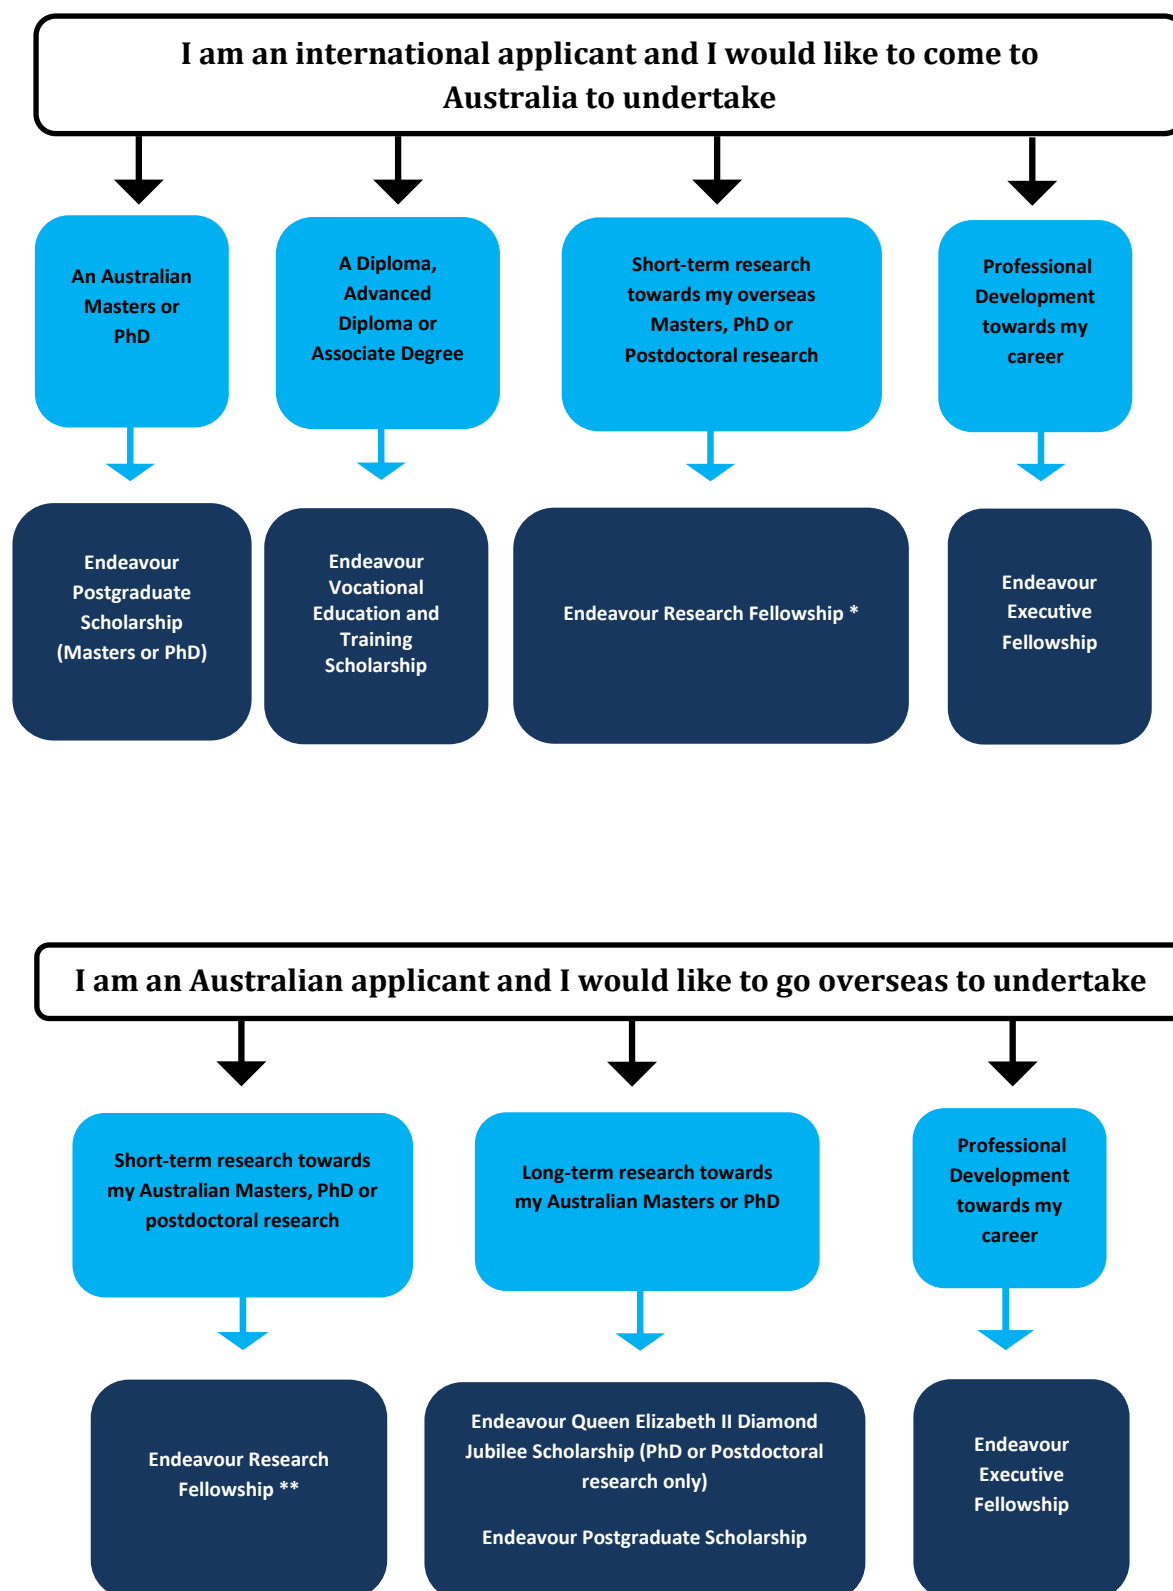 I am an international applicant and I would like to come to
Australia to undertake
An Australian
Masters or
PhD
A Diploma,
Advanced
Diploma or
Associate Degree
Short-term research
towards my overseas
Masters, PhD or
Postdoctoral research
Professional
Development
towards my
career
Endeavour
Postgraduate
Scholarship
(Masters or PhD)
Endeavour
Vocational
Education and
Training
Scholarship
Endeavour Research Fellowship *
Endeavour
Executive
Fellowship
I am an Australian applicant and I would like to go overseas to undertake
Short-term research towards
my Australian Masters, PhD or
postdoctoral research
Long-term research towards
my Australian Masters or PhD
Professional
Development
towards my
career
Endeavour Research
Fellowship **
Endeavour Queen Elizabeth II Diamond
Jubilee Scholarship (PhD or Postdoctoral
research only)
Endeavour Postgraduate Scholarship
Endeavour
Executive
Fellowship